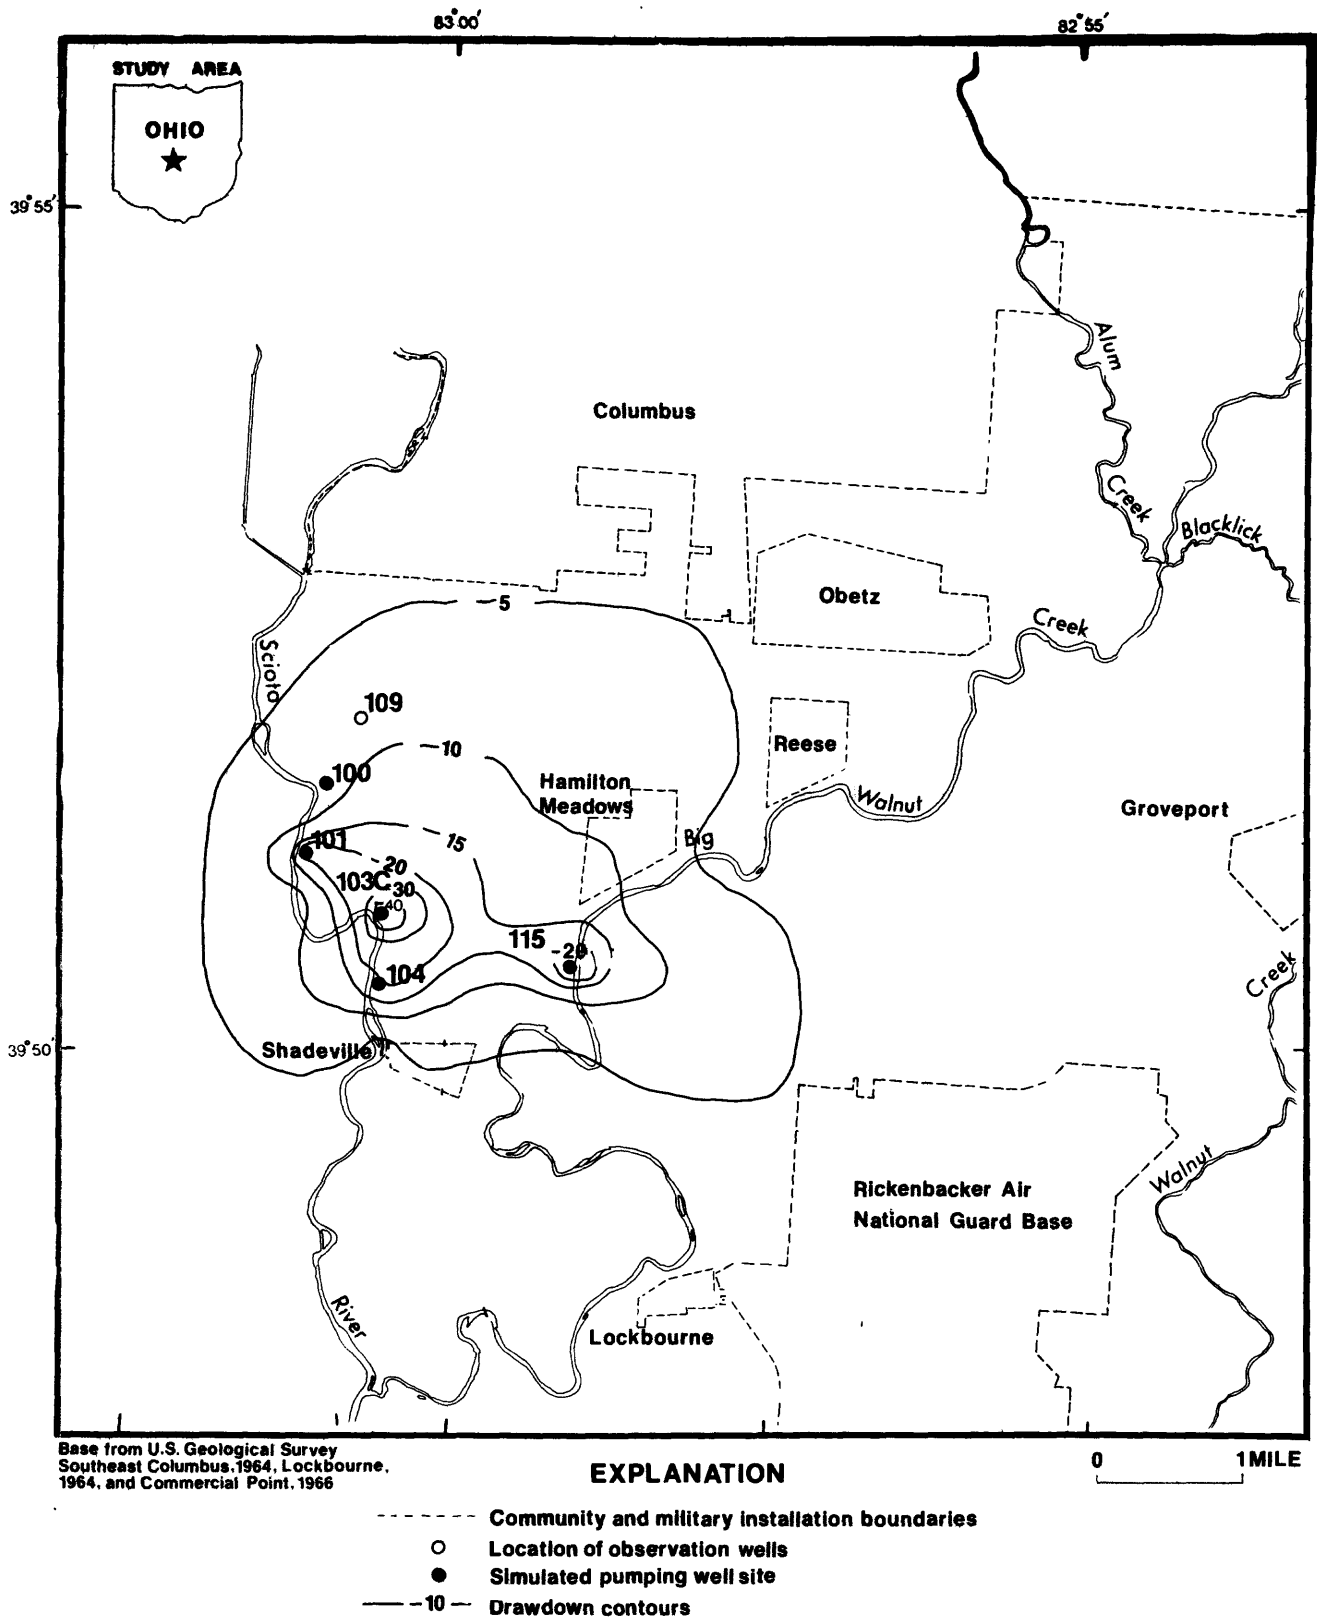 83°00'
82°55'
STUDY AREA
OHIO
39°55'
Alum
Columbus
Creek
Blacklick
Obetz
Creek
-5
Scioto
109
Reese
-10
100
Hamilton
Meadows
Walnut
Groveport
101
-15
Big
-20
103C
-30
-40
115
-20
104
Creek
39°50'
Shadeville
Walnut
Rickenbacker Air
National Guard Base
River
Lockbourne
Base from U.S. Geological Survey
Southeast Columbus,1964, Lockbourne,
1964, and Commercial Point, 1966
0 1MILE
EXPLANATION
Community and military installation boundaries
Location of observation wells
Simulated pumping well site
-10 Drawdown contours